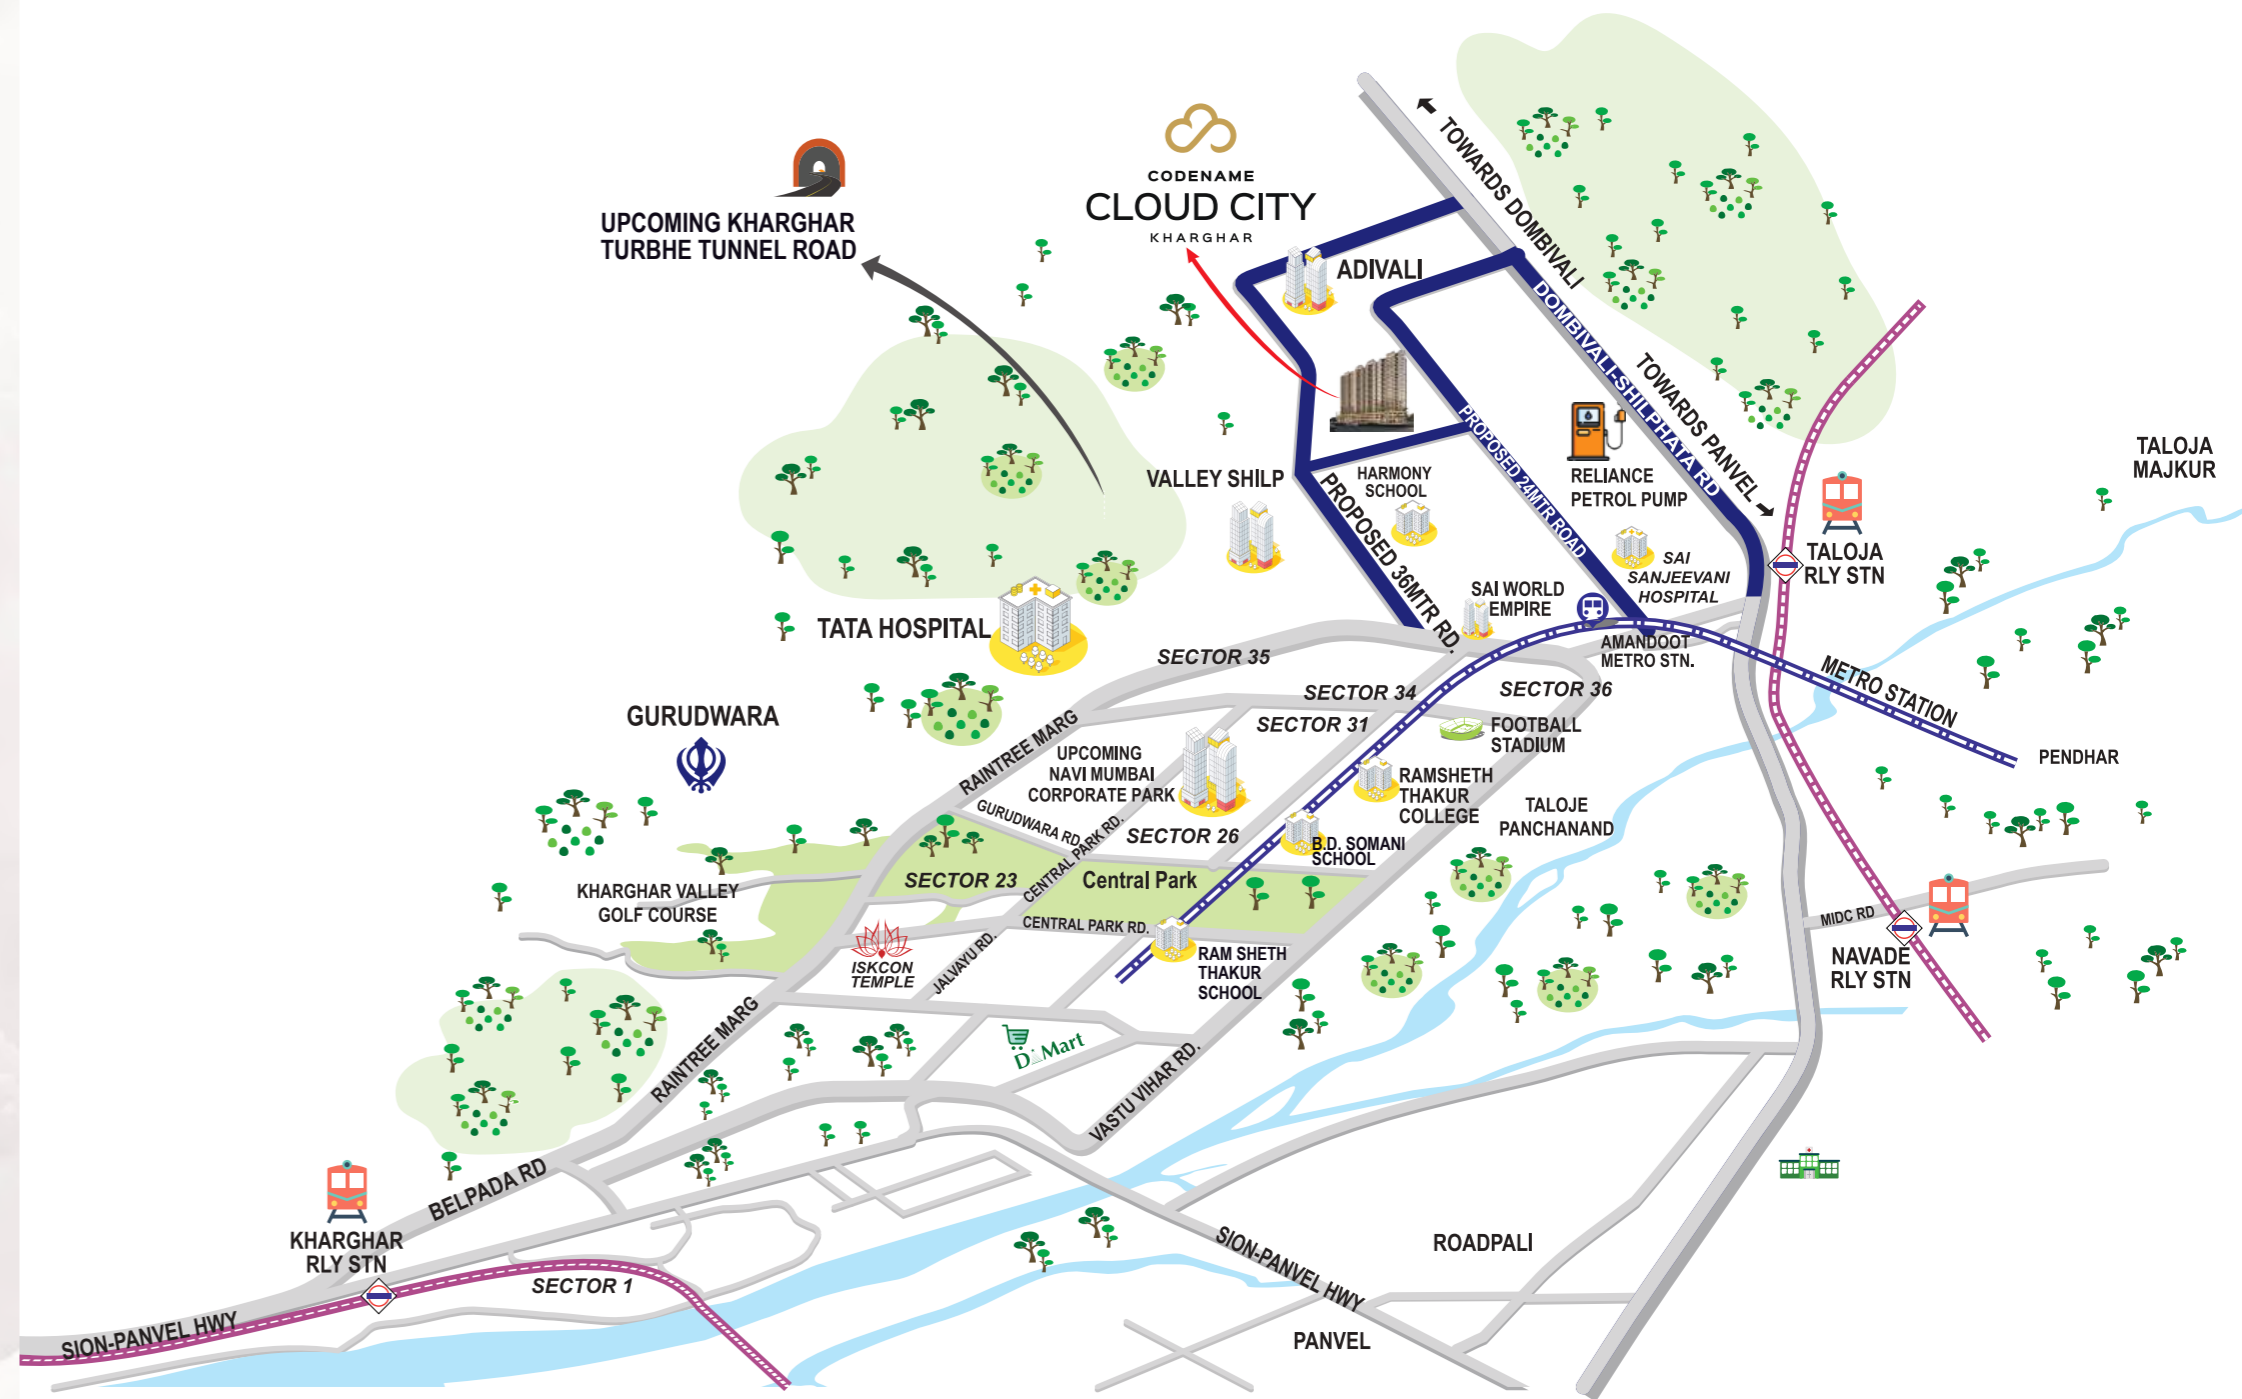 CODENAME
CLOUD CITY
KHARGHAR
UPCOMING KHARGHAR
TURBHE TUNNEL ROAD
TOWARDS DOMBIVALI
ADIVALI
DOMBIVALI-SHILPHATA RD
TOWARDS PANVEL
PROPOSED 24MTR ROAD
PROPOSED 36MTR RD.
VALLEY SHILP
HARMONY
SCHOOL
RELIANCE
PETROL PUMP
TALOJA
MAJKUR
TALOJA
RLY STN
SAI
SANJEEVANI
HOSPITAL
SAI WORLD
EMPIRE
AMANDOOT
METRO STN.
METRO STATION
PENDHAR
TATA HOSPITAL
SECTOR 35
SECTOR 34
SECTOR 36
SECTOR 31
GURUDWARA
RAINTREE MARG
UPCOMING
NAVI MUMBAI
CORPORATE PARK
FOOTBALL
STADIUM
RAMSHETH
THAKUR
COLLEGE
TALOJE
PANCHANAND
GURUDWARA RD
CENTRAL PARK RD.
SECTOR 26
B.D. SOMANI
SCHOOL
SECTOR 23
Central Park
KHARGHAR VALLEY
GOLF COURSE
CENTRAL PARK RD.
MIDC RD
NAVADE
RLY STN
ISKCON
TEMPLE
JALVAYU RD.
RAM SHETH
THAKUR
SCHOOL
RAINTREE MARG
D Mart
VASTU VIHAR RD.
BELPADA RD
KHARGHAR
RLY STN
SECTOR 1
SION-PANVEL HWY
SION-PANVEL HWY
ROADPALI
PANVEL